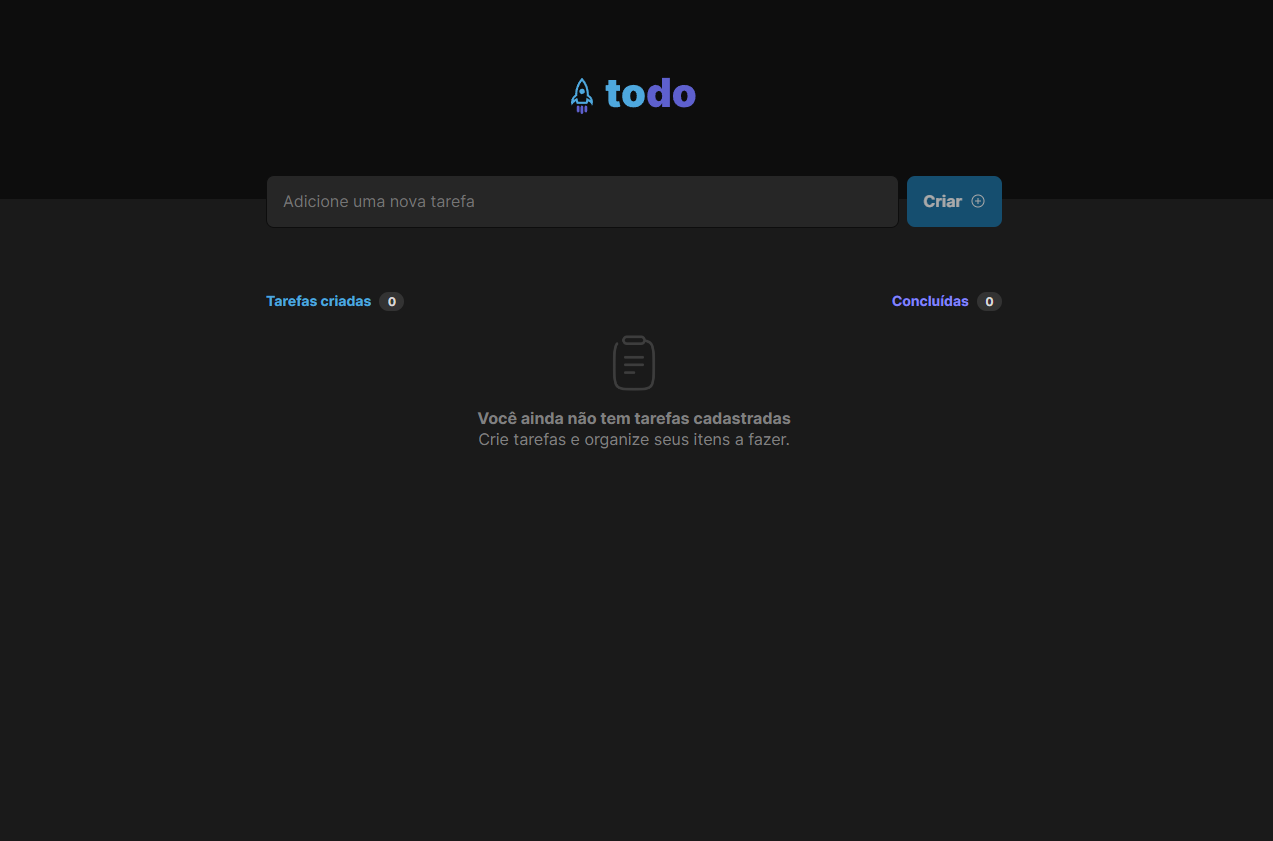 todo
Adicione uma nova tarefa
Criar
Tarefas criadas 0
Concluídas 0
Você ainda não tem tarefas cadastradas
Crie tarefas e organize seus itens a fazer.